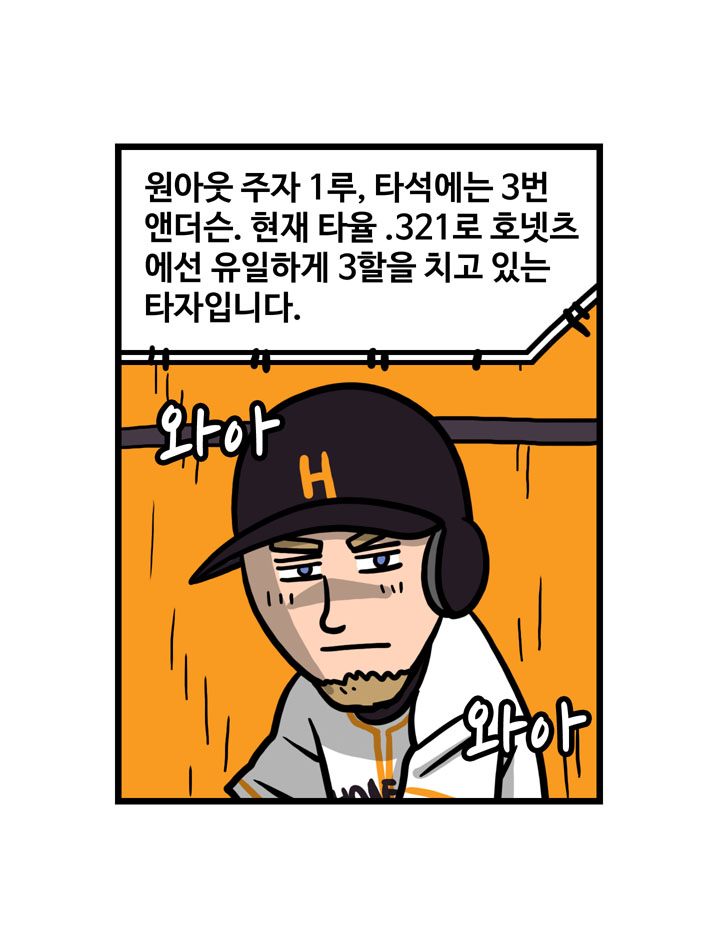 원아웃 주자 1루, 타석에는 3번
앤더슨. 현재 타율 .321로 호넷츠
에선 유일하게 3할을 치고 있는
타자입니다.
와아
H
와아